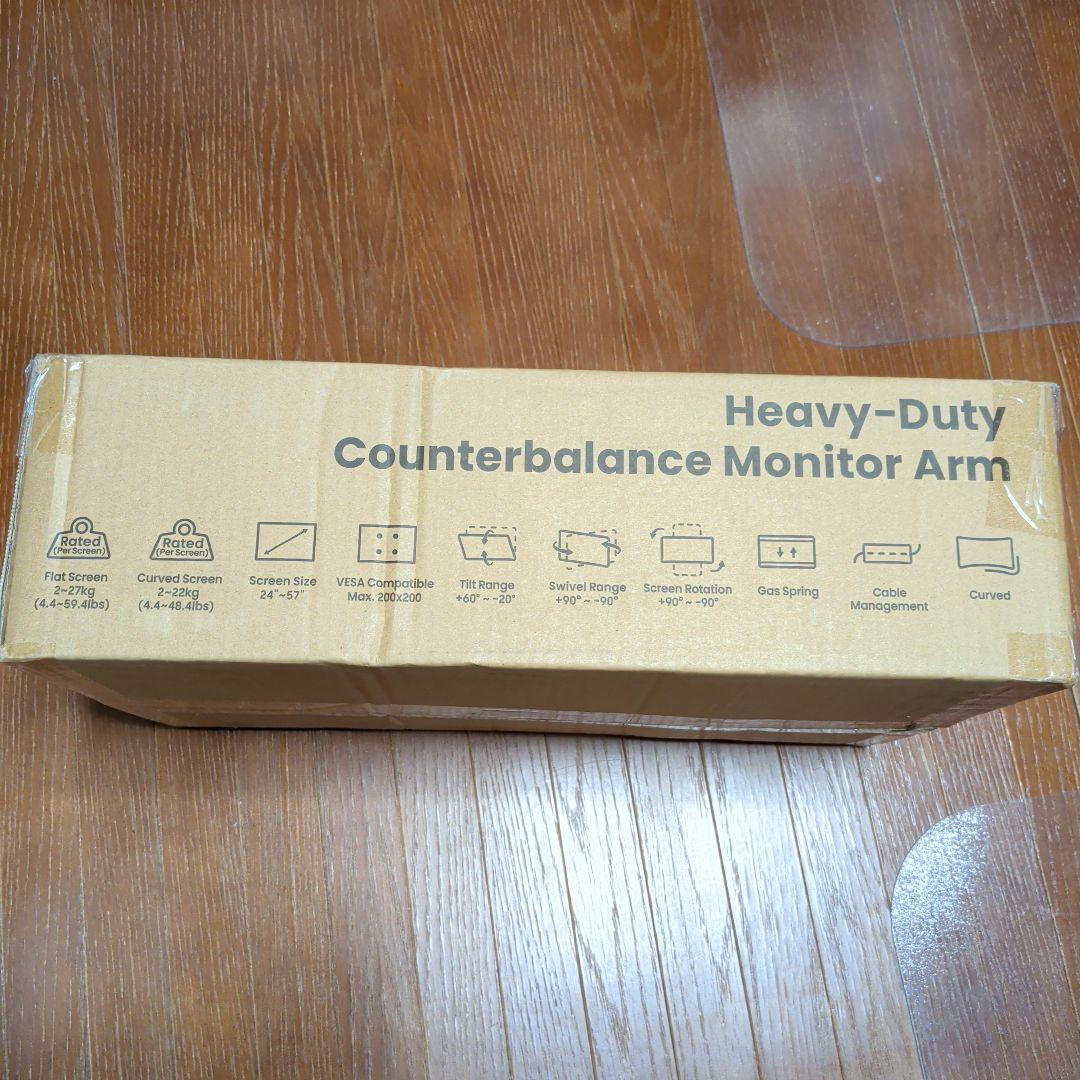 Heavy-Duty
Counterbalance Monitor Arm
Rated
(Per Screen)
Flat Screen
2~27kg
(4.4~59.4lbs)
Rated
(Per Screen)
Curved Screen
2~22kg
(4.4~48.4lbs)
Screen Size
24"~57"
VESA Compatible
Max. 200x200
Tilt Range
+60° ~ -20°
Swivel Range
+90° ~ -90°
Screen Rotation
+90° ~ -90°
Gas Spring
Cable
Management
Curved